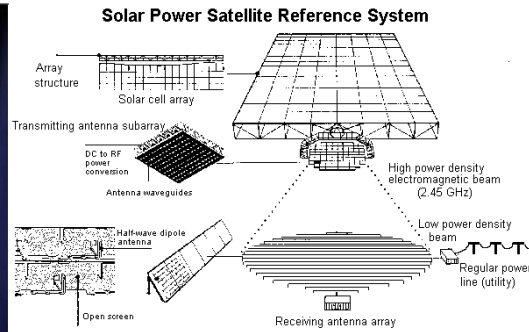 Solar Power Satellite Reference System
Array
structure
Solar cell array
Transmitting antenna subarray
DC to RF
power
conversion
Antenna waveguides
High power density
electromagnetic beam
(2.45 GHz)
Half-wave dipole
antenna
Low power density
beam
Regular power
line (utility)
Open screen
Receiving antenna array